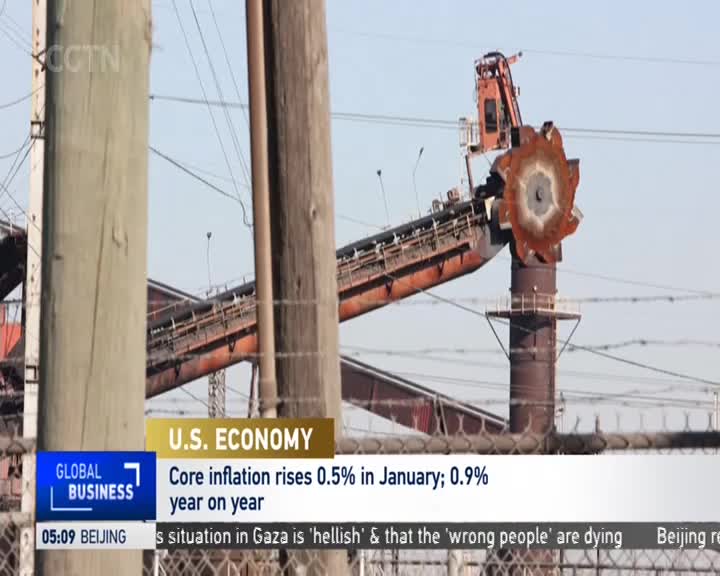 CCTN
U.S. ECONOMY
GLOBAL
BUSINESS
Core inflation rises 0.5% in January; 0.9%
year on year
05:09 BEIJING
s situation in Gaza is 'hellish' & that the 'wrong people' are dying Beijing re